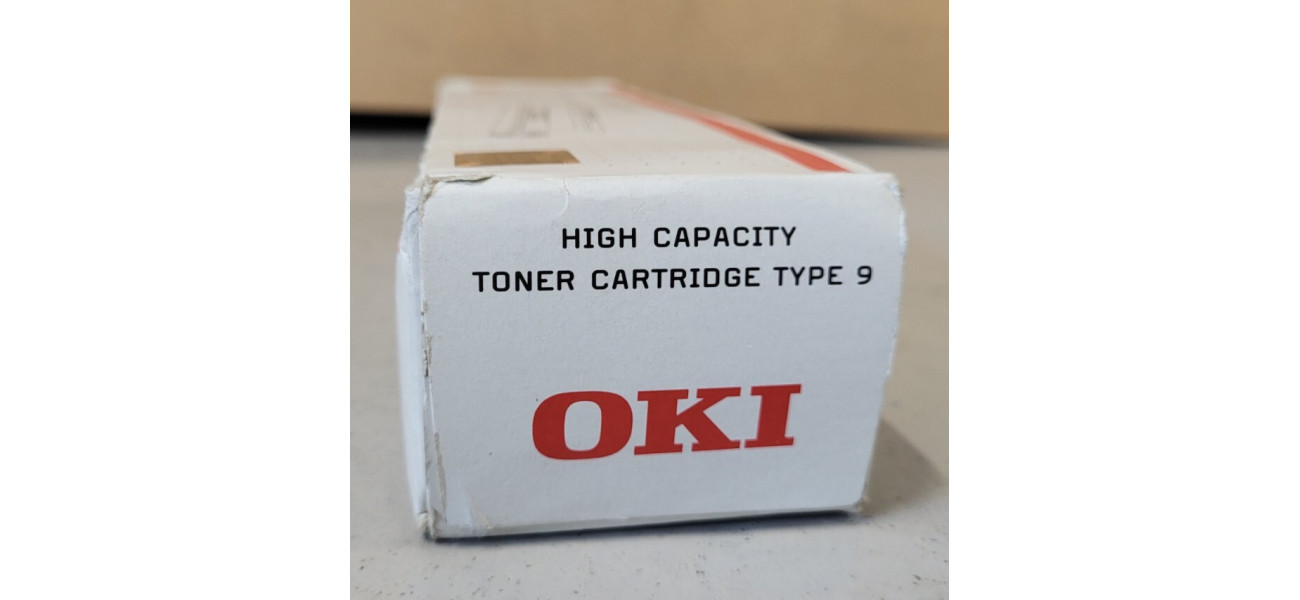 HIGH CAPACITY
TONER CARTRIDGE TYPE 9
OKI